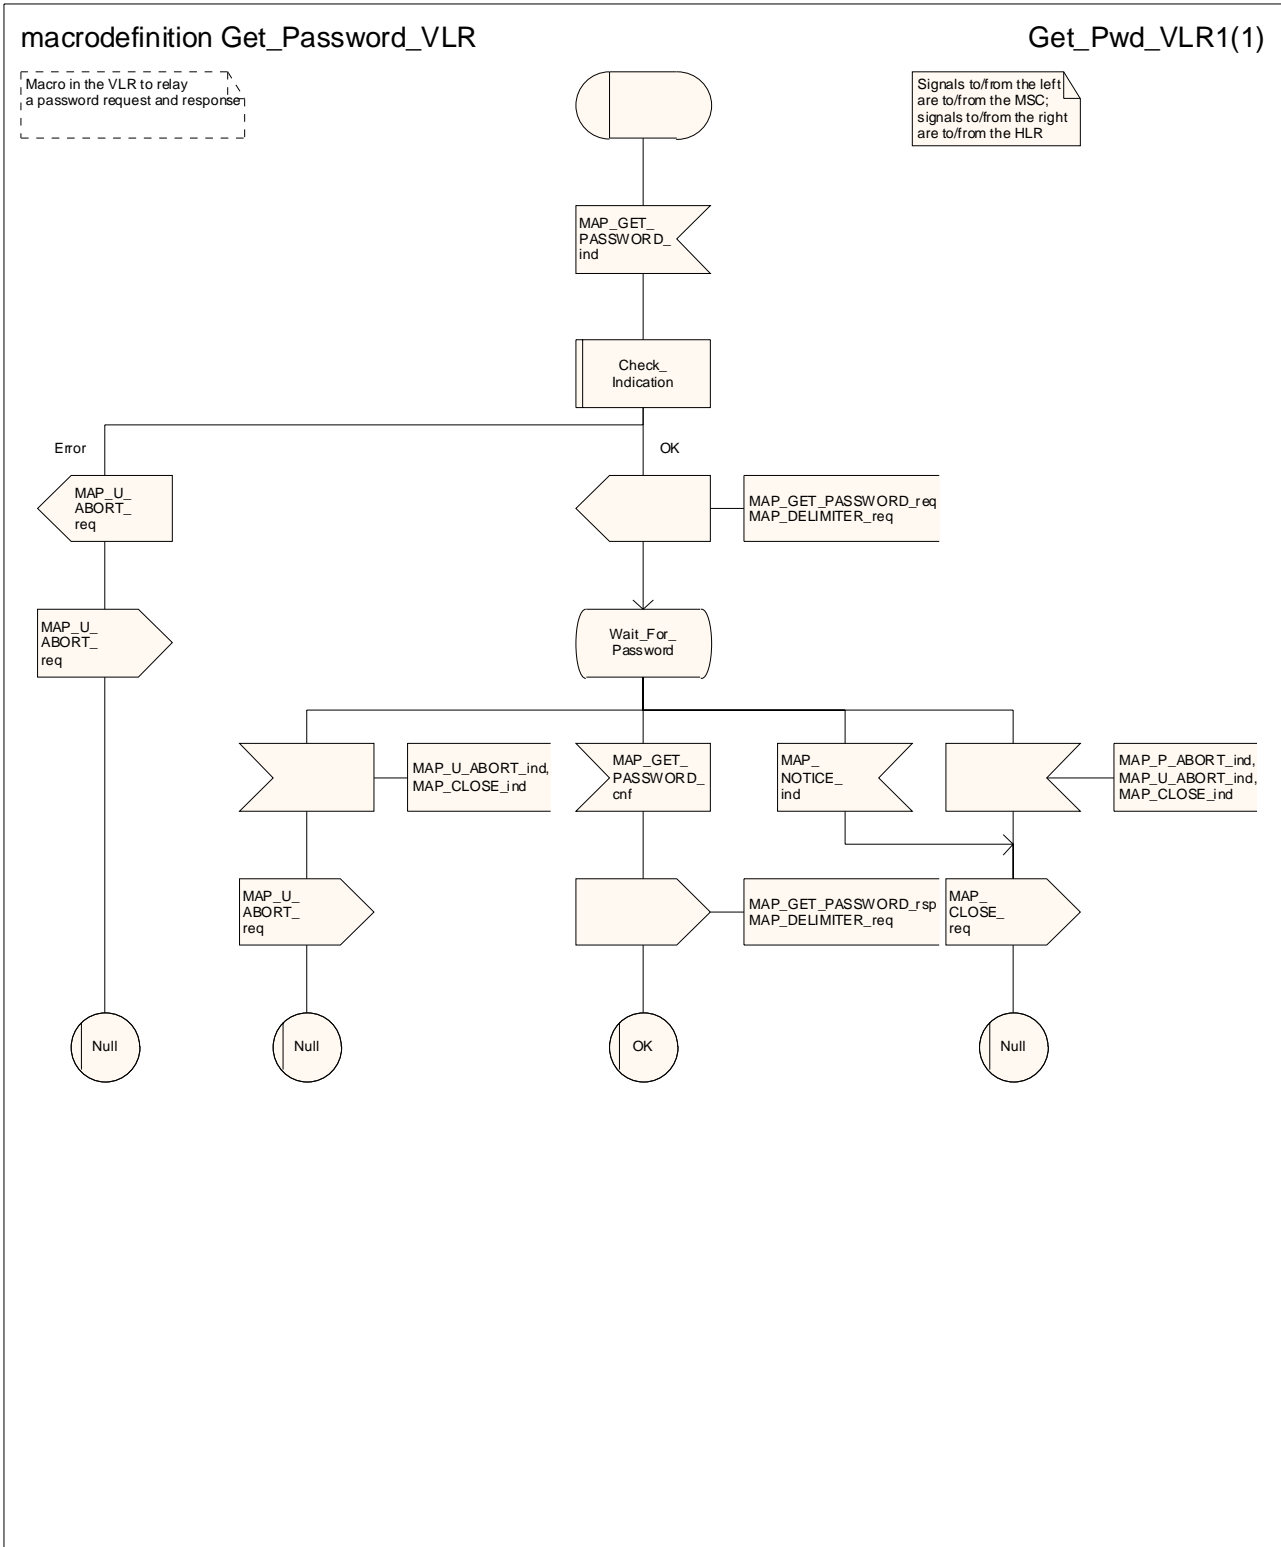 macrodefinition Get_Password_VLR
Get_Pwd_VLR1(1)
Macro in the VLR to relay
a password request and response
Signals to/from the left
are to/from the MSC;
signals to/from the right
are to/from the HLR
MAP_GET_
PASSWORD_
ind
Check_
Indication
Error
OK
MAP_U_
ABORT_
req
MAP_GET_PASSWORD_req
MAP_DELIMITER_req
MAP_U_
ABORT_
req
Wait_For_
Password
MAP_U_ABORT_ind,
MAP_CLOSE_ind
MAP_GET_
PASSWORD_
cnf
MAP_
NOTICE_
ind
MAP_P_ABORT_ind,
MAP_U_ABORT_ind,
MAP_CLOSE_ind
MAP_U_
ABORT_
req
MAP_GET_PASSWORD_rsp
MAP_DELIMITER_req
MAP_
CLOSE_
req
Null
Null
OK
Null